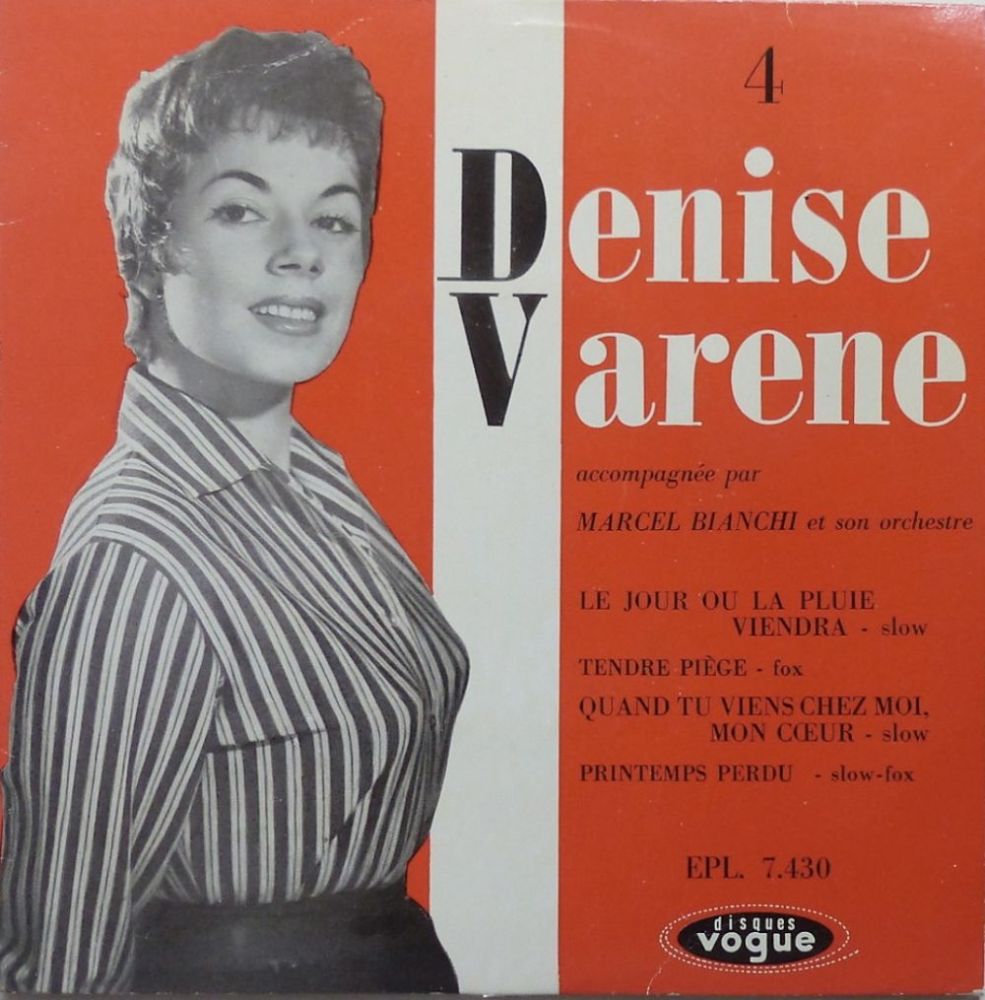 4
Denise
Varene
accompagnée par
MARCEL BIANCHI et son orchestre
LE JOUR OU LA PLUIE
VIENDRA - slow
TENDRE PIÈGE - fox
QUAND TU VIENS CHEZ MOI,
MON CŒUR - slow
PRINTEMPS PERDU - slow-fox
EPL. 7.430
disques
vogue